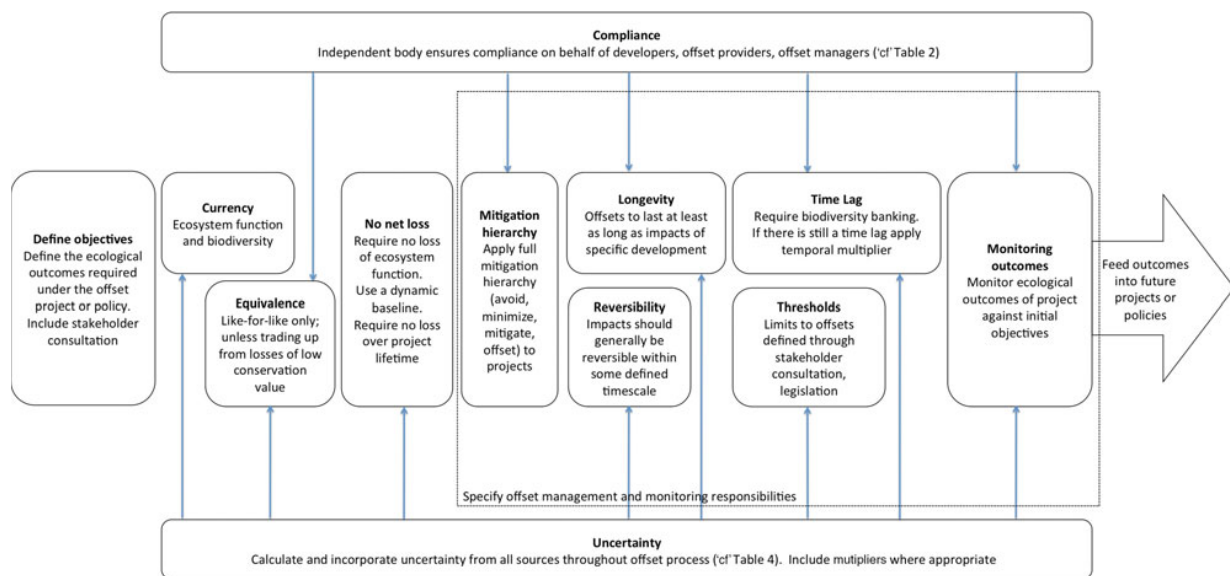 Compliance
Independent body ensures compliance on behalf of developers, offset providers, offset managers ('cf' Table 2)
Define objectives
Define the ecological
outcomes required
under the offset
project or policy.
Include stakeholder
consultation
Currency
Ecosystem function
and biodiversity
Equivalence
Like-for-like only;
unless trading up
from losses of low
conservation
value
No net loss
Require no loss
of ecosystem
function.
Use a dynamic
baseline.
Require no loss
over project
lifetime
Mitigation
hierarchy
Apply full
mitigation
hierarchy
(avoid,
minimize,
mitigate,
offset) to
projects
Longevity
Offsets to last at least
as long as impacts of
specific development
Reversibility
Impacts should
generally be
reversible within
some defined
timescale
Time Lag
Require biodiversity banking.
If there is still a time lag apply
temporal multiplier
Thresholds
Limits to offsets
defined through
stakeholder
consultation,
legislation
Monitoring
outcomes
Monitor ecological
outcomes of project
against initial
objectives
Feed outcomes
into future
projects or
policies
Specify offset management and monitoring responsibilities
Uncertainty
Calculate and incorporate uncertainty from all sources throughout offset process ('cf' Table 4). Include mutipliers where appropriate